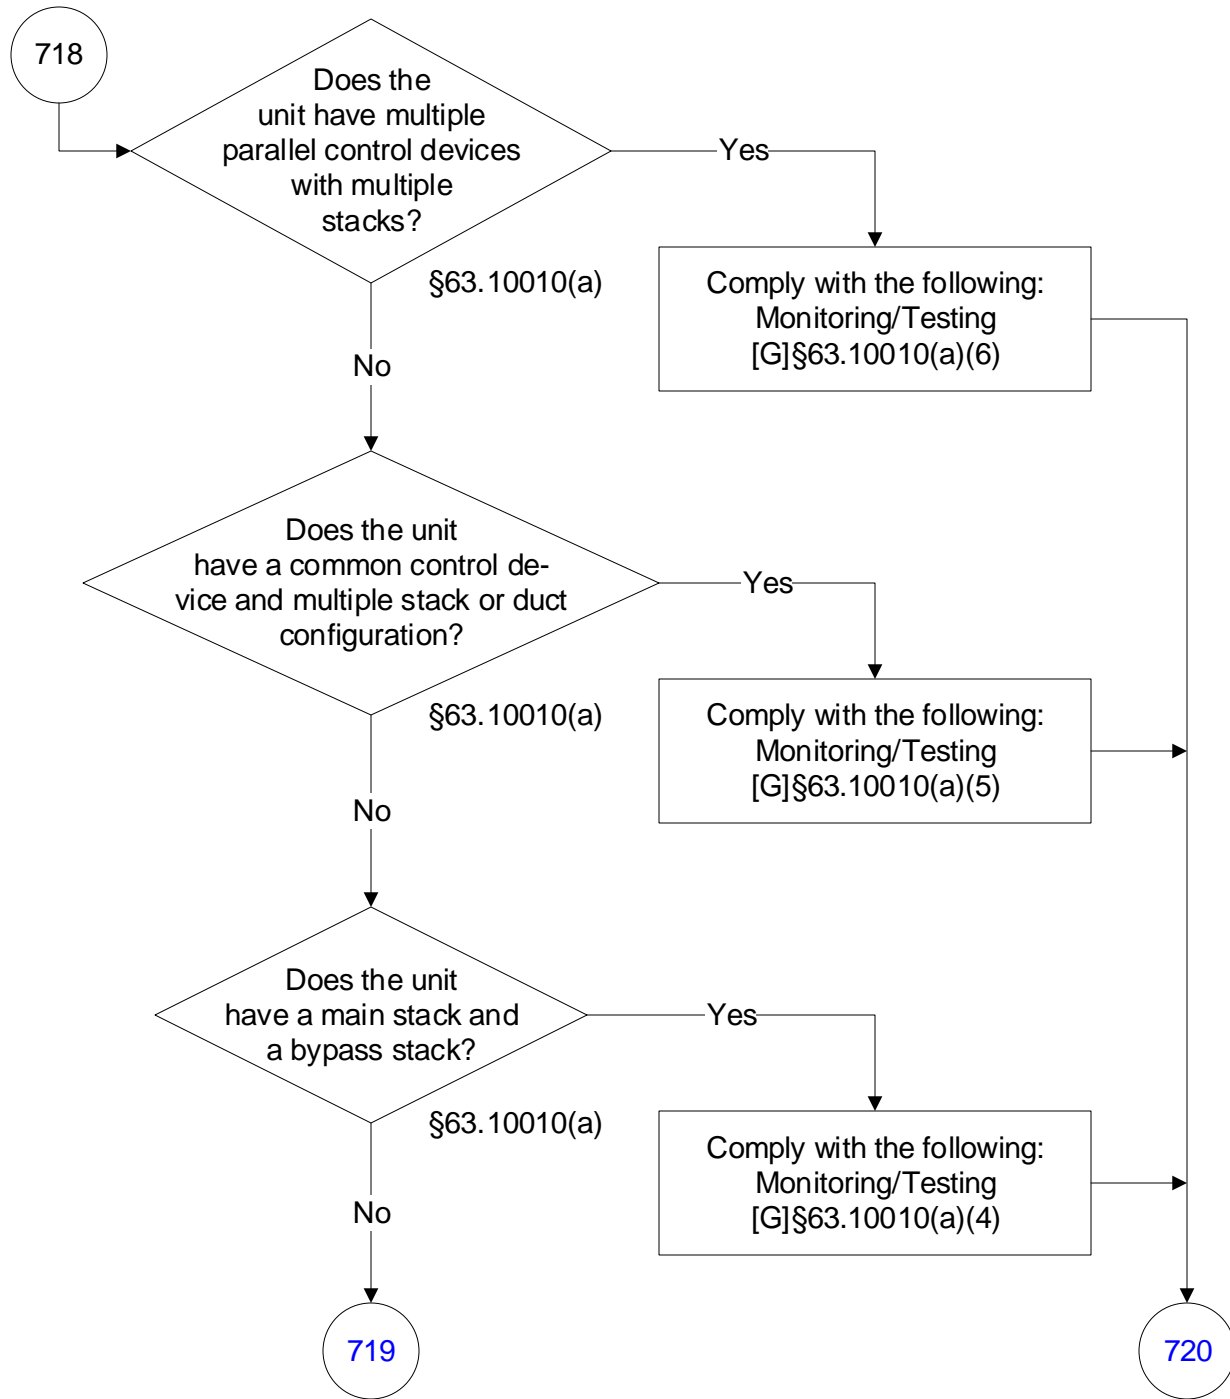 718
Does the
unit have multiple
parallel control devices
with multiple
stacks?
Yes
§63.10010(a)
Comply with the following:
Monitoring/Testing
[G]§63.10010(a)(6)
No
Does the unit
have a common control de-
vice and multiple stack or duct
configuration?
Yes
§63.10010(a)
Comply with the following:
Monitoring/Testing
[G]§63.10010(a)(5)
No
Does the unit
have a main stack and
a bypass stack?
Yes
§63.10010(a)
Comply with the following:
Monitoring/Testing
[G]§63.10010(a)(4)
No
719
720